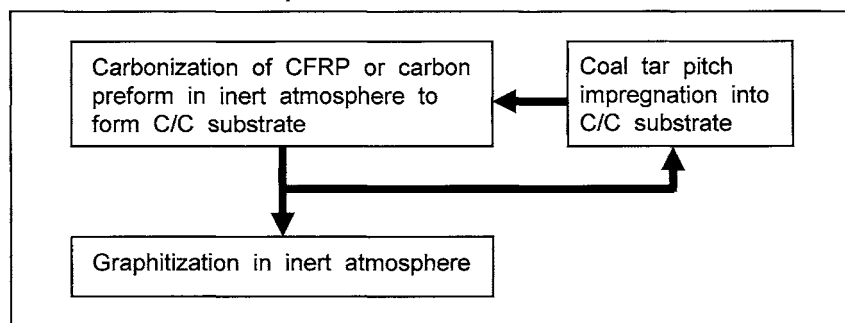 Carbonization of CFRP or carbon
preform in inert atmosphere to
form C/C substrate
Coal tar pitch
impregnation into
C/C substrate
Graphitization in inert atmosphere